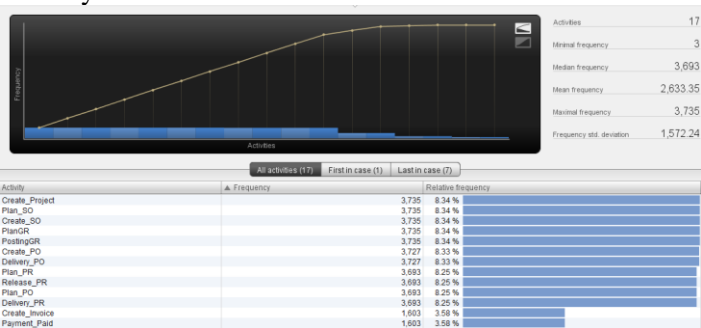 Activities 17
Minimal frequency 3
Median frequency 3,693
Mean frequency 2,633.35
Maximal frequency 3,735
Frequency std. deviation 1,572.24
Frequency
Activities
All activities (17) First in case (1) Last in case (7)
Activity ▲ Frequency Relative frequency
Create_Project 3,735 8.34 %
Plan_SO 3,735 8.34 %
Create_SO 3,735 8.34 %
PlanGR 3,735 8.34 %
PostingGR 3,735 8.34 %
Create_PO 3,727 8.33 %
Delivery_PO 3,727 8.33 %
Plan_PR 3,693 8.25 %
Release_PR 3,693 8.25 %
Plan_PO 3,693 8.25 %
Delivery_PR 3,693 8.25 %
Create_Invoice 1,603 3.58 %
Payment_Paid 1,603 3.58 %